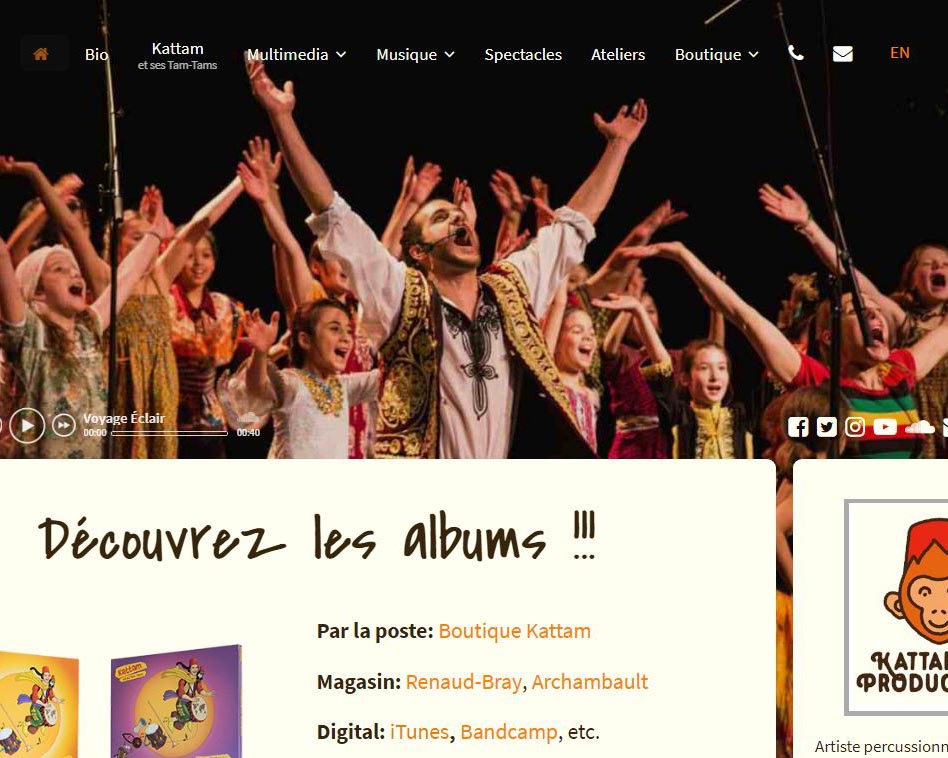 Bio
Kattam
et ses Tam-Tams
Multimedia
Musique
Spectacles
Ateliers
Boutique
EN
Voyage Éclair
00:00
00:40
Découvrez les albums !!!
Par la poste: Boutique Kattam
Magasin: Renaud-Bray, Archambault
Digital: iTunes, Bandcamp, etc.
Kattam
KATTA
PRODUC
Artiste percussionn